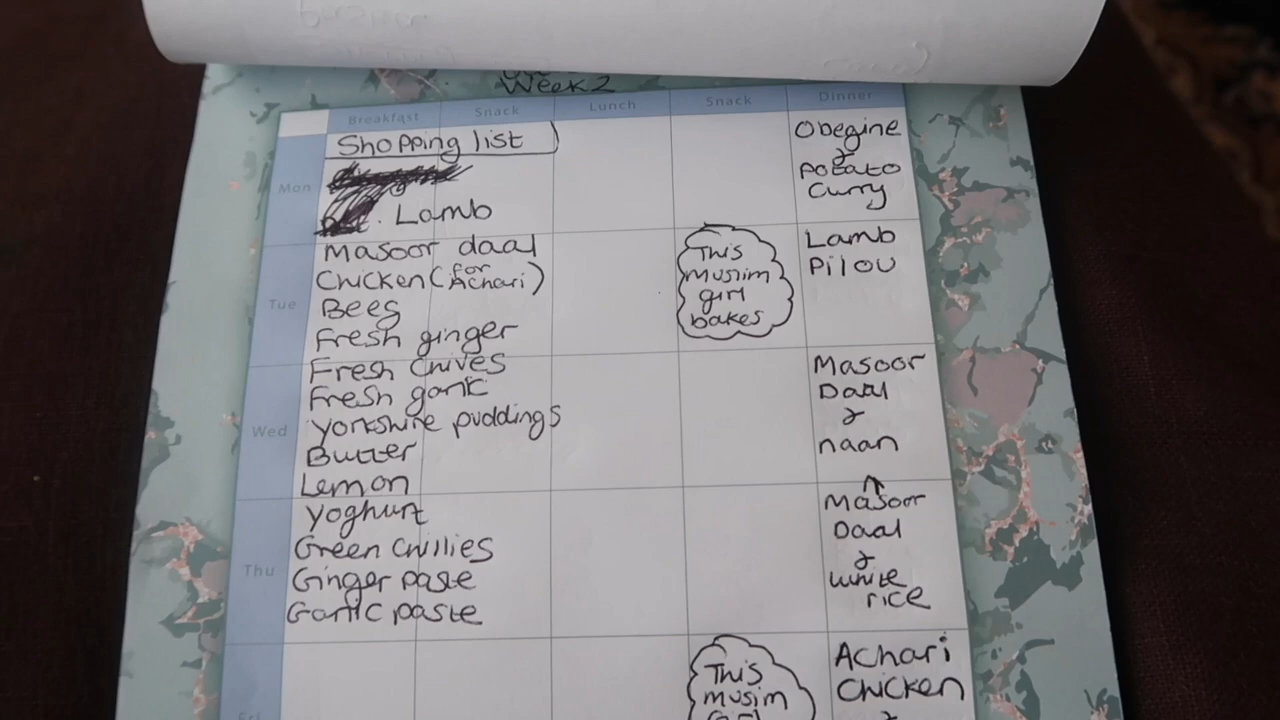 Week 2
Breakfast Snack Lunch Snack Dinner
Shopping list
Lamb
Masoor daal
Chicken (for Achari)
Bees
Fresh ginger
Fresh chives
Fresh garlic
Yorkshire puddings
Butter
Lemon
Yoghurt
Green chillies
Ginger paste
Garlic paste
Mon
Tue
Wed
Thu
Fri
This
muslim
girl
bakes
This
musim
Obegine
&
potato
Curry
Lamb
Pilou
Masoor
Daal
&
naan
Masoor
Daal
&
white
rice
Achari
Chicken